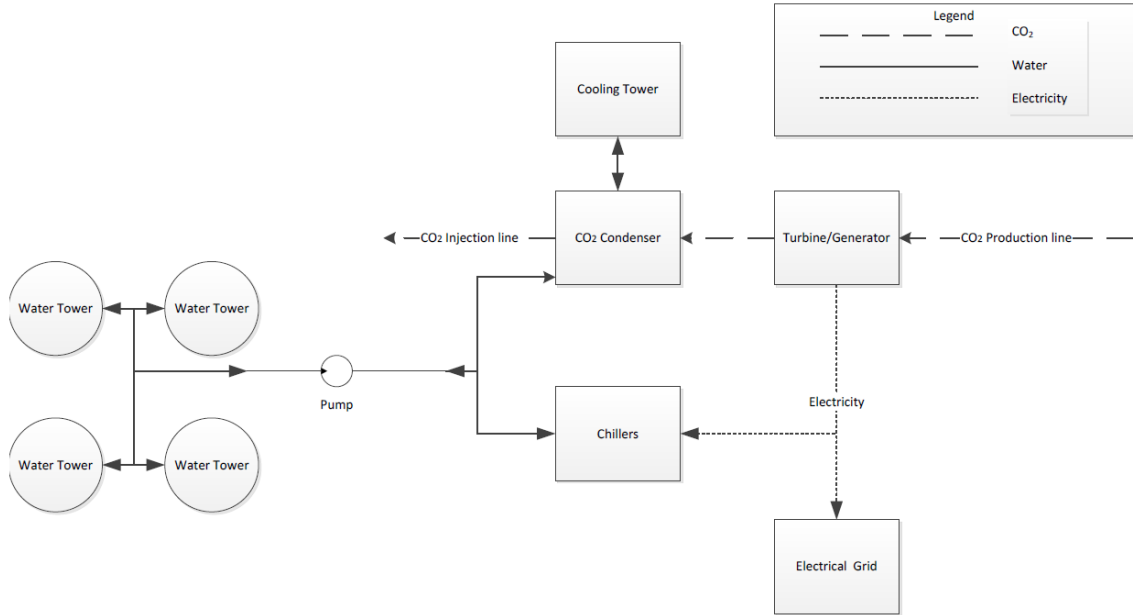 Legend
CO₂
Water
Electricity
Cooling Tower
CO₂ Injection line
CO₂ Condenser
Turbine/Generator
CO₂ Production line
Water Tower
Water Tower
Pump
Electricity
Chillers
Water Tower
Water Tower
Electrical Grid